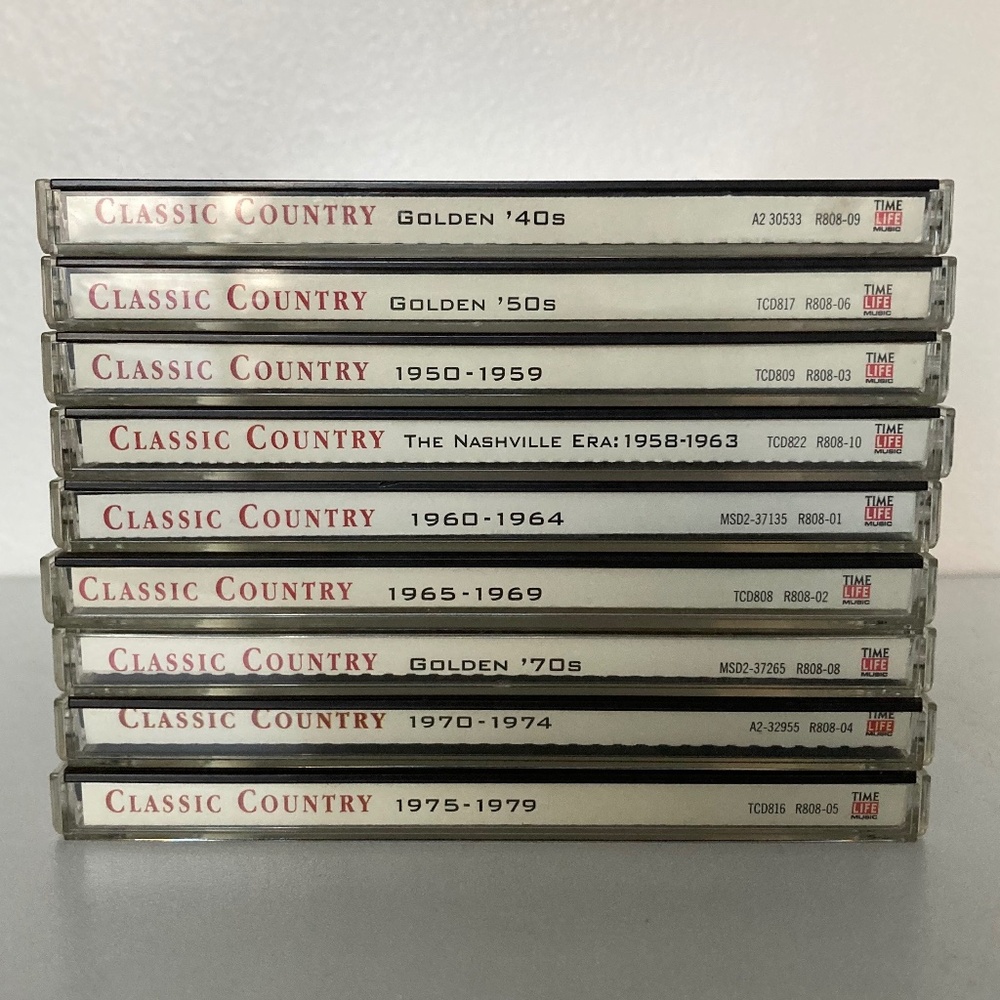 Classic Country Golden '40s A2 30533 R808-09 TIME LIFE MUSIC
Classic Country Golden '50s TCD817 R808-06 TIME LIFE MUSIC
Classic Country 1950-1959 TCD809 R808-03 TIME LIFE MUSIC
Classic Country The Nashville Era: 1958-1963 TCD822 R808-10 TIME LIFE MUSIC
Classic Country 1960-1964 MSD2-37135 R808-01 TIME LIFE MUSIC
Classic Country 1965-1969 TCD808 R808-02 TIME LIFE MUSIC
Classic Country Golden '70s MSD2-37265 R808-08 TIME LIFE MUSIC
Classic Country 1970-1974 A2-32955 R808-04 TIME LIFE MUSIC
Classic Country 1975-1979 TCD816 R808-05 TIME LIFE MUSIC